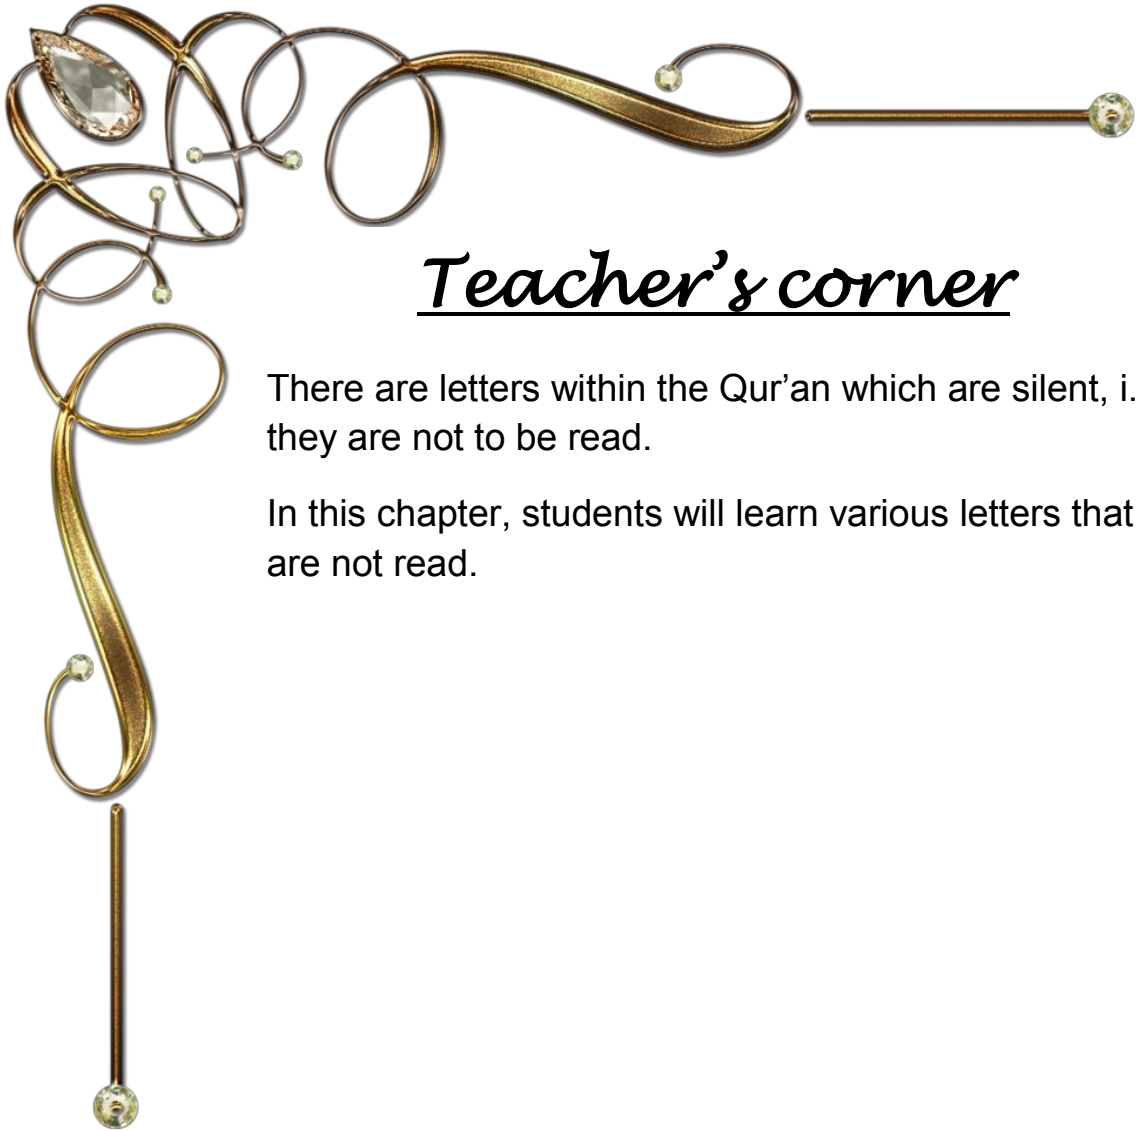 Teacher’s corner
There are letters within the Qur’an which are silent, i.
they are not to be read.
In this chapter, students will learn various letters that
are not read.